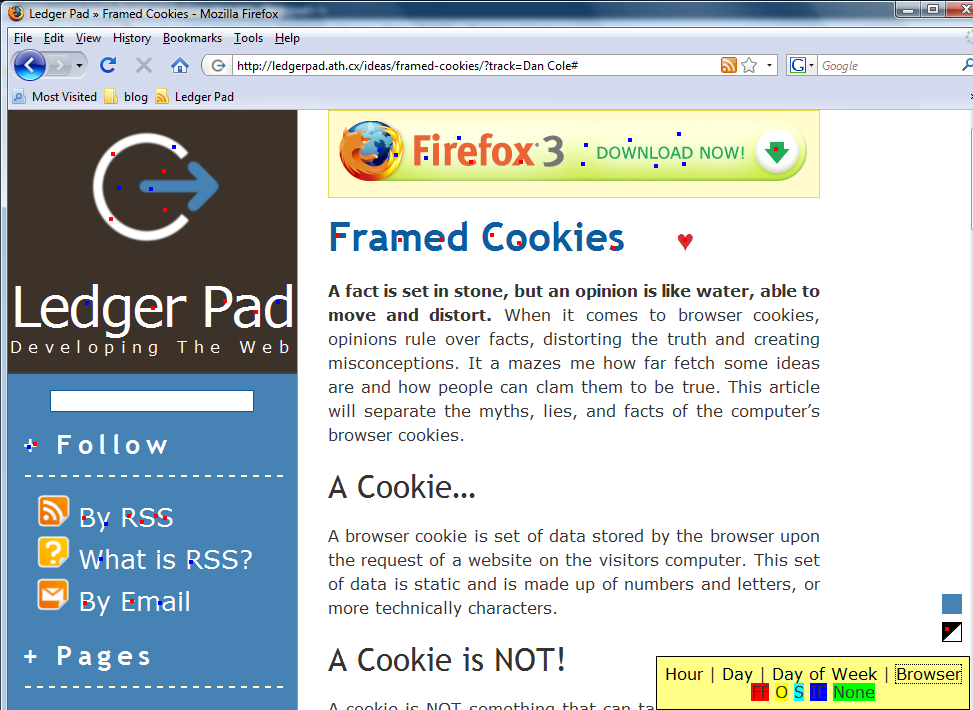 Ledger Pad » Framed Cookies - Mozilla Firefox
File Edit View History Bookmarks Tools Help
http://ledgerpad.ath.cx/ideas/framed-cookies/?track=Dan Cole#
G Google
Most Visited blog Ledger Pad
Ledger Pad
Developing The Web
+ Follow
By RSS
What is RSS?
By Email
+ Pages
Firefox 3 DOWNLOAD NOW!
Framed Cookies ♥
A fact is set in stone, but an opinion is like water, able to
move and distort. When it comes to browser cookies,
opinions rule over facts, distorting the truth and creating
misconceptions. It a mazes me how far fetch some ideas
are and how people can clam them to be true. This article
will separate the myths, lies, and facts of the computer’s
browser cookies.
A Cookie…
A browser cookie is set of data stored by the browser upon
the request of a website on the visitors computer. This set
of data is static and is made up of numbers and letters, or
more technically characters.
A Cookie is NOT!
A cookie is NOT something that can ta
Hour | Day | Day of Week | Browser
FF O S IE None